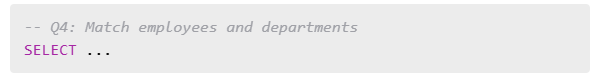 -- Q4: Match employees and departments
SELECT ...